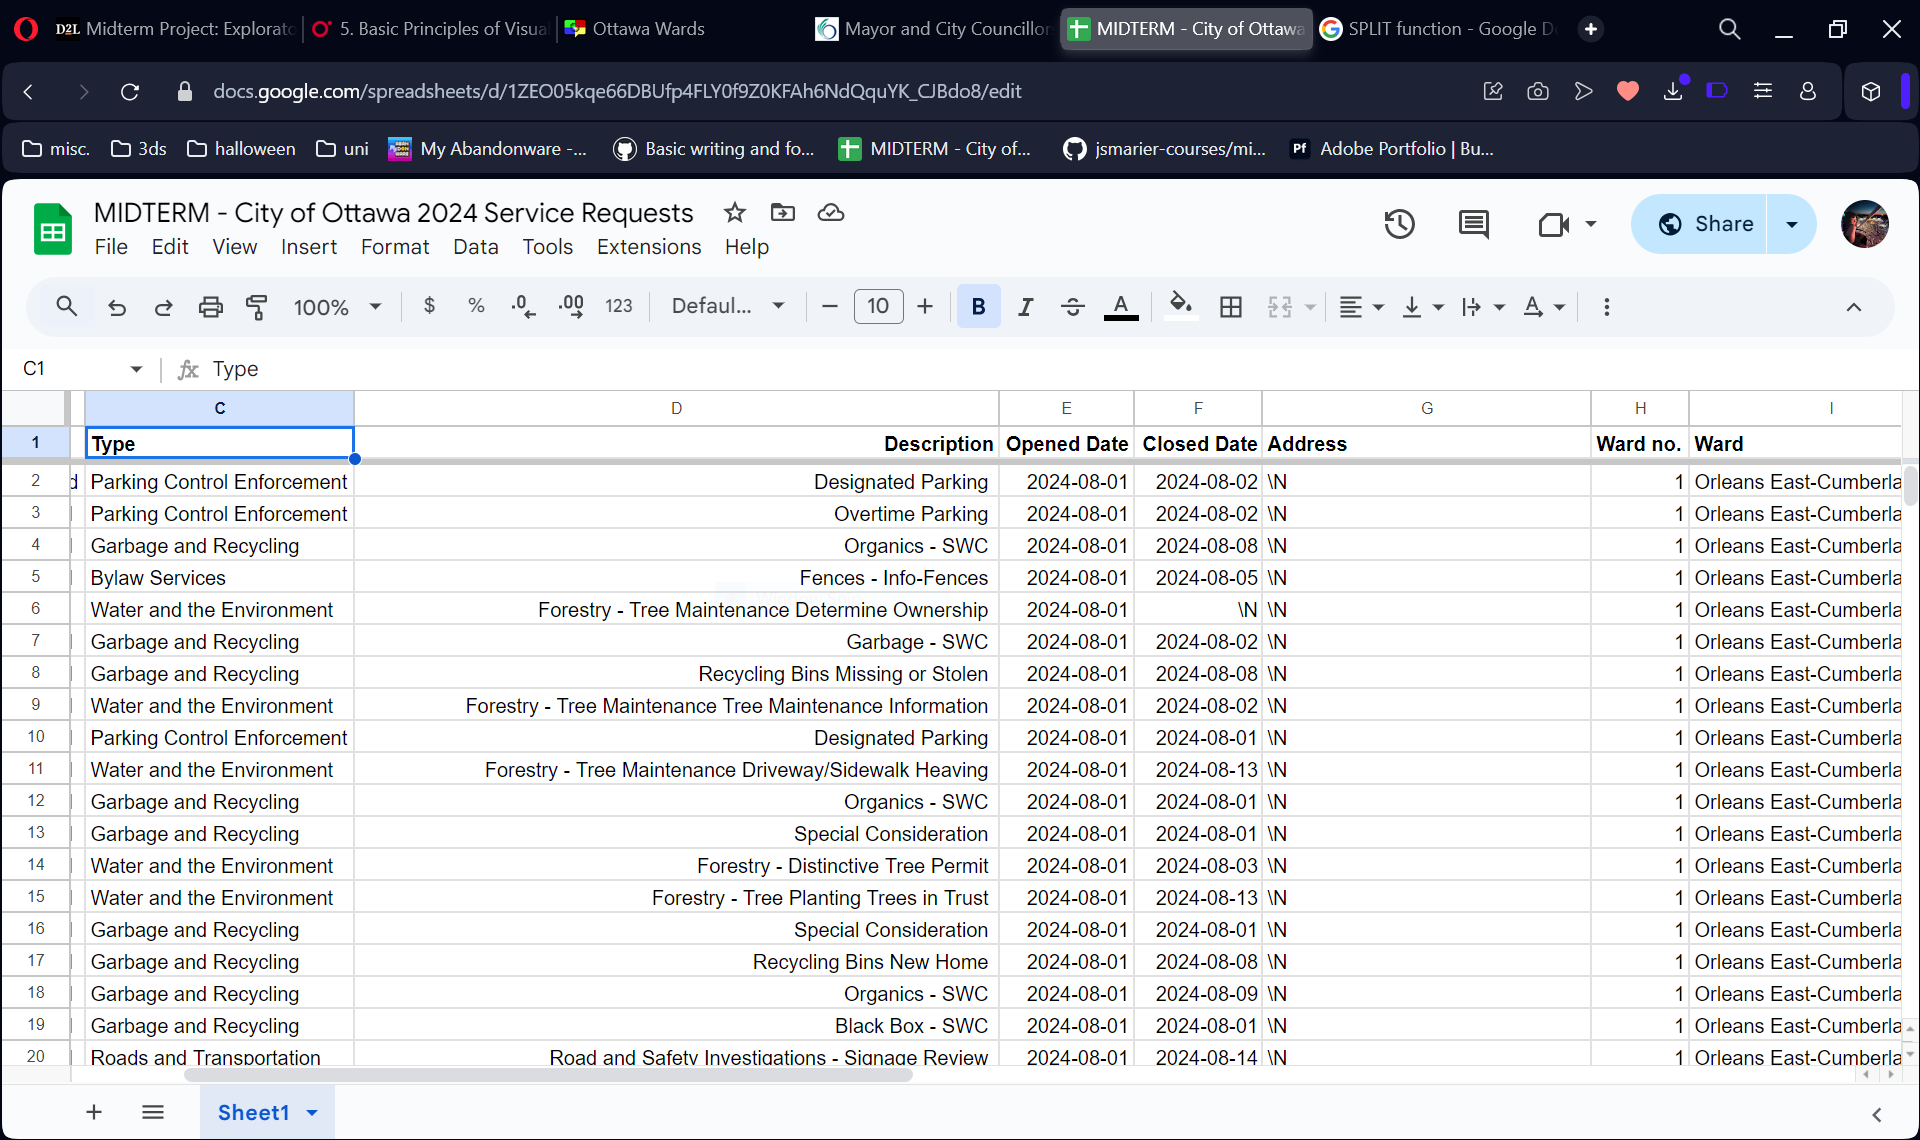 D2L Midterm Project: Explorato
5. Basic Principles of Visual
Ottawa Wards
Mayor and City Councillor
MIDTERM - City of Ottawa
SPLIT function - Google D
docs.google.com/spreadsheets/d/1ZEO05kqe66DBUfp4FLY0f9Z0KFAh6NdQquYK_CJBdo8/edit
misc. 3ds halloween uni My Abandonware -... Basic writing and fo... MIDTERM - City of... jsmarier-courses/mi... Pf Adobe Portfolio | Bu...
MIDTERM - City of Ottawa 2024 Service Requests
File Edit View Insert Format Data Tools Extensions Help
Share
100% $ % .0 .00 123 Defaul... − 10 + B I S A
C1 fx Type
C D E F G H I
1 Type Description Opened Date Closed Date Address Ward no. Ward
2 d Parking Control Enforcement Designated Parking 2024-08-01 2024-08-02 \N 1 Orleans East-Cumberla
3 Parking Control Enforcement Overtime Parking 2024-08-01 2024-08-02 \N 1 Orleans East-Cumberla
4 Garbage and Recycling Organics - SWC 2024-08-01 2024-08-08 \N 1 Orleans East-Cumberla
5 Bylaw Services Fences - Info-Fences 2024-08-01 2024-08-05 \N 1 Orleans East-Cumberla
6 Water and the Environment Forestry - Tree Maintenance Determine Ownership 2024-08-01 \N \N 1 Orleans East-Cumberla
7 Garbage and Recycling Garbage - SWC 2024-08-01 2024-08-02 \N 1 Orleans East-Cumberla
8 Garbage and Recycling Recycling Bins Missing or Stolen 2024-08-01 2024-08-08 \N 1 Orleans East-Cumberla
9 Water and the Environment Forestry - Tree Maintenance Tree Maintenance Information 2024-08-01 2024-08-02 \N 1 Orleans East-Cumberla
10 Parking Control Enforcement Designated Parking 2024-08-01 2024-08-01 \N 1 Orleans East-Cumberla
11 Water and the Environment Forestry - Tree Maintenance Driveway/Sidewalk Heaving 2024-08-01 2024-08-13 \N 1 Orleans East-Cumberla
12 Garbage and Recycling Organics - SWC 2024-08-01 2024-08-01 \N 1 Orleans East-Cumberla
13 Garbage and Recycling Special Consideration 2024-08-01 2024-08-01 \N 1 Orleans East-Cumberla
14 Water and the Environment Forestry - Distinctive Tree Permit 2024-08-01 2024-08-03 \N 1 Orleans East-Cumberla
15 Water and the Environment Forestry - Tree Planting Trees in Trust 2024-08-01 2024-08-13 \N 1 Orleans East-Cumberla
16 Garbage and Recycling Special Consideration 2024-08-01 2024-08-01 \N 1 Orleans East-Cumberla
17 Garbage and Recycling Recycling Bins New Home 2024-08-01 2024-08-08 \N 1 Orleans East-Cumberla
18 Garbage and Recycling Organics - SWC 2024-08-01 2024-08-09 \N 1 Orleans East-Cumberla
19 Garbage and Recycling Black Box - SWC 2024-08-01 2024-08-01 \N 1 Orleans East-Cumberla
20 Roads and Transportation Road and Safety Investigations - Signage Review 2024-08-01 2024-08-14 \N 1 Orleans East-Cumberla
Sheet1